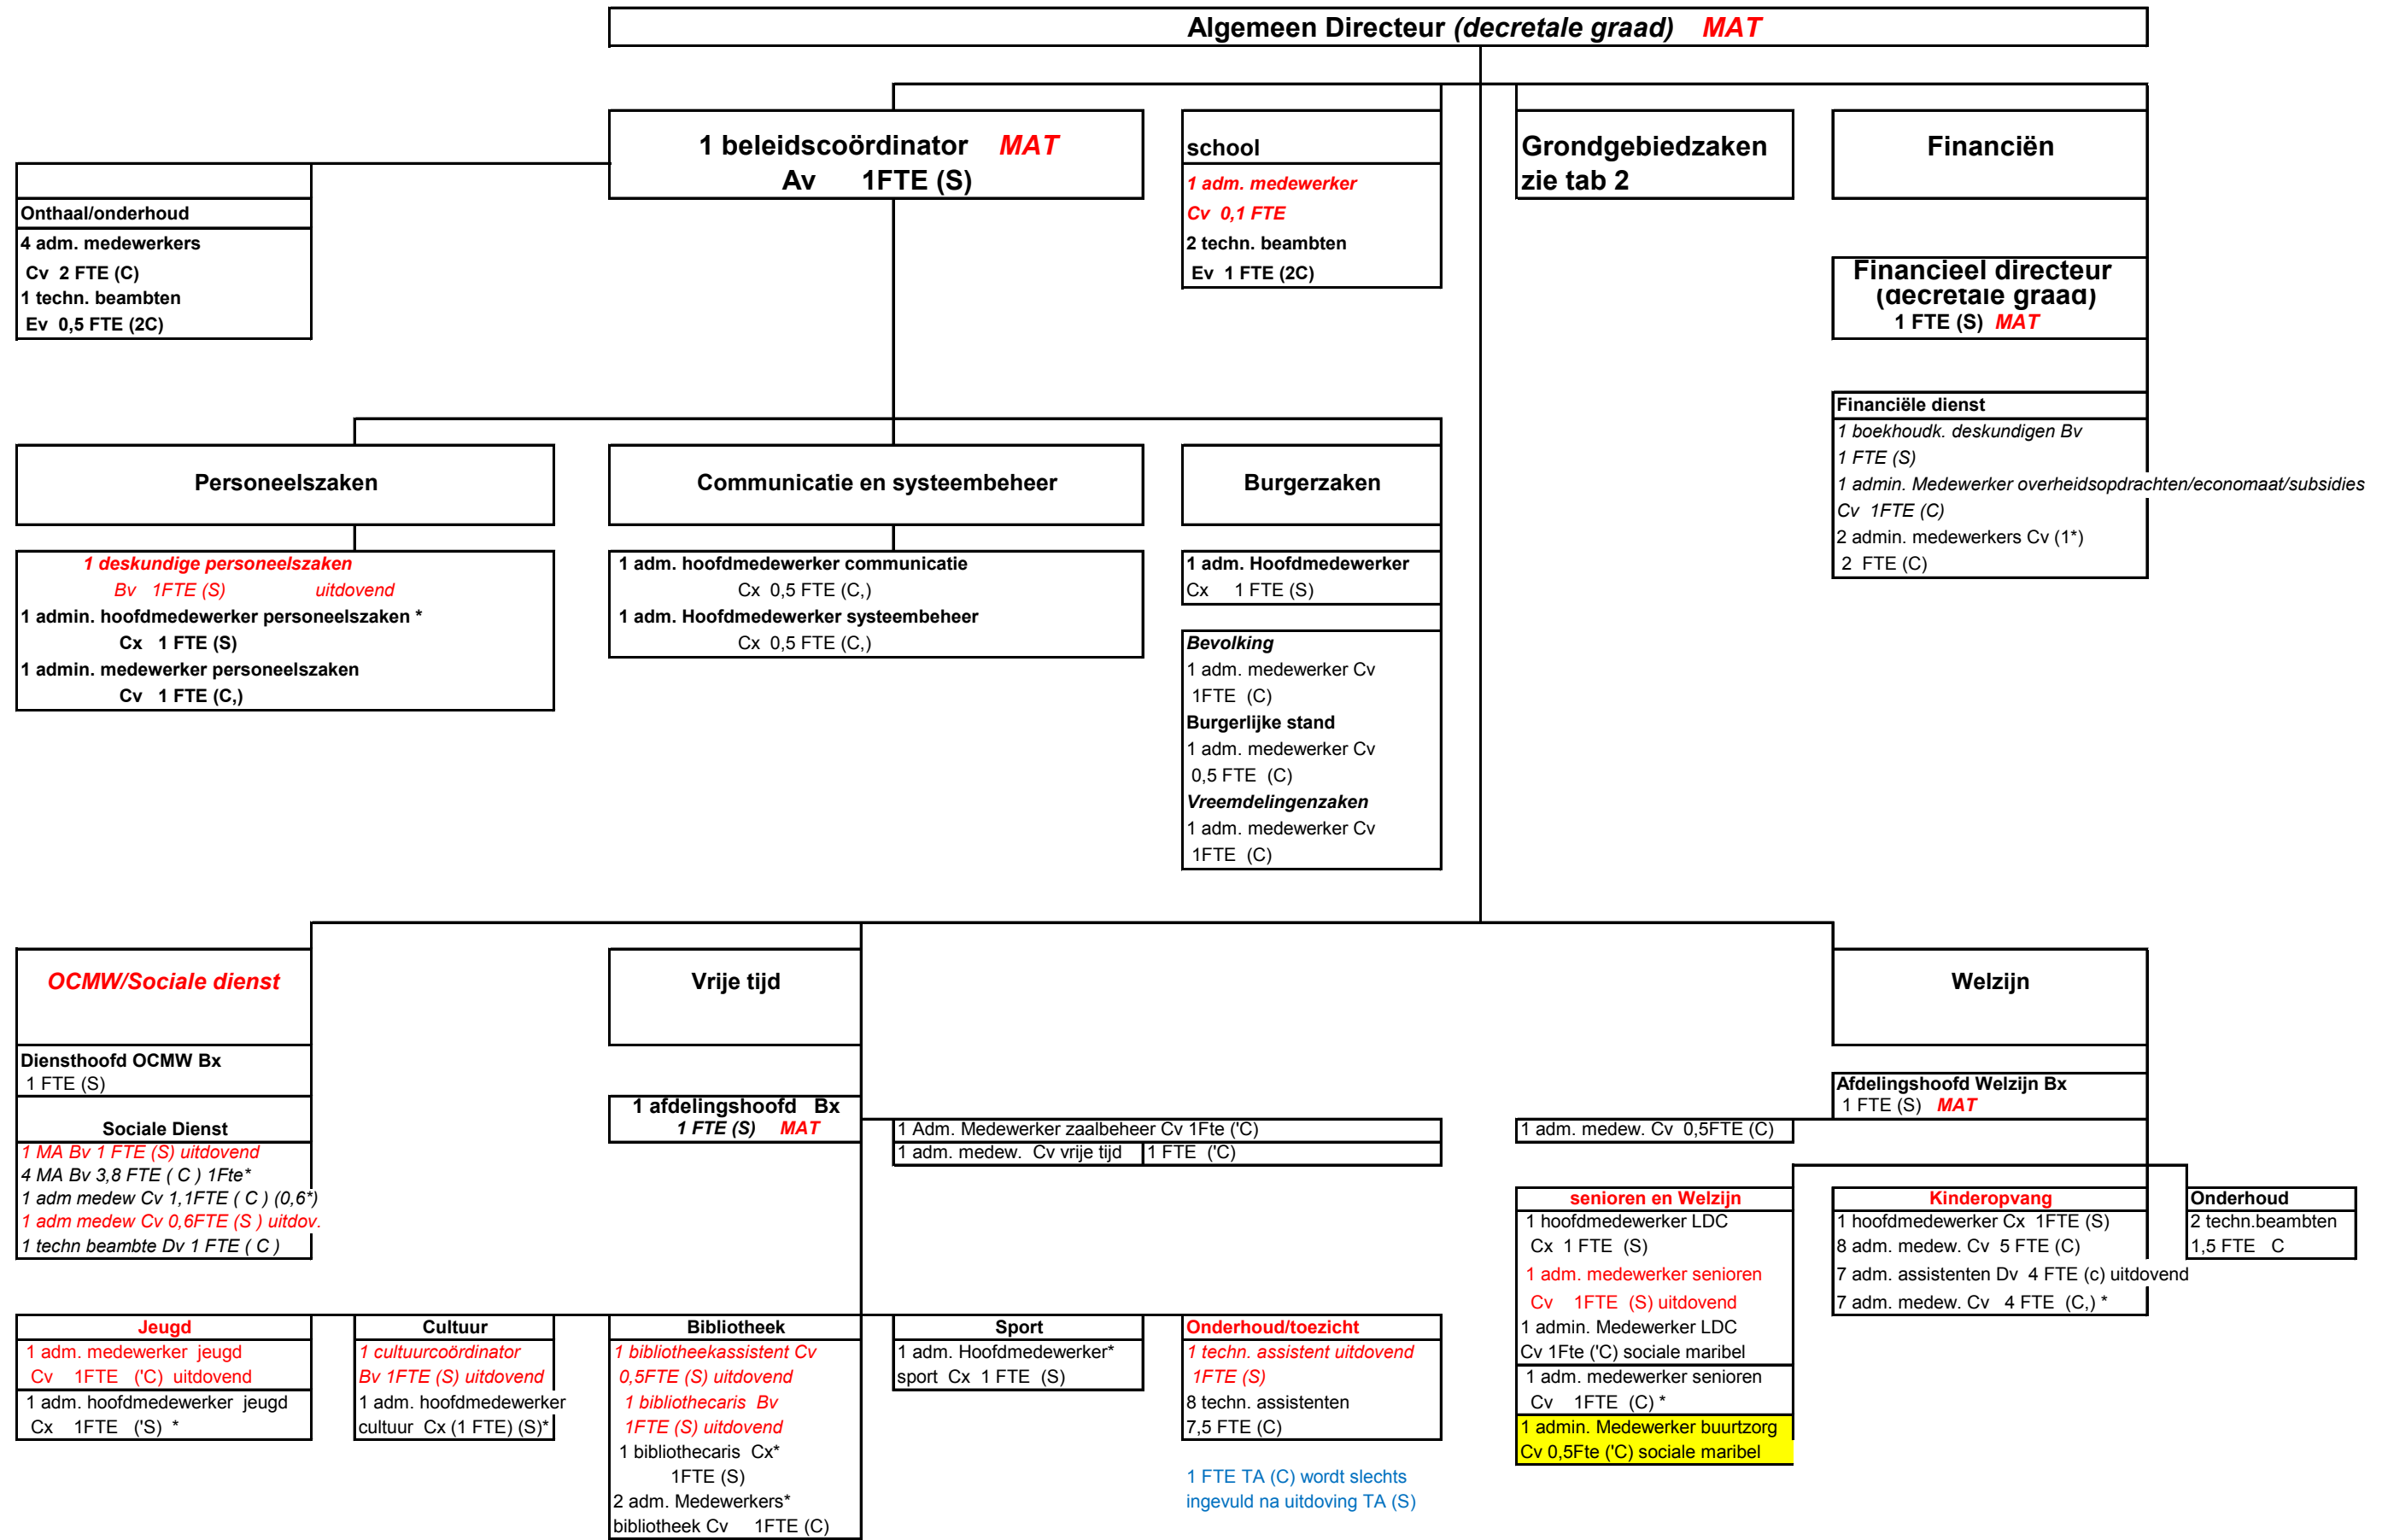 Algemeen Directeur (decretale graad) MAT
1 beleidscoördinator MAT
Av 1FTE (S)
school
1 adm. medewerker
Cv 0,1 FTE
2 techn. beambten
Ev 1 FTE (2C)
Grondgebiedzaken
zie tab 2
Financiën
Onthaal/onderhoud
4 adm. medewerkers
Cv 2 FTE (C)
1 techn. beambten
Ev 0,5 FTE (2C)
Financieel directeur
(decretale graad)
1 FTE (S) MAT
Financiële dienst
1 boekhoudk. deskundigen Bv
1 FTE (S)
1 admin. Medewerker overheidsopdrachten/economaat/subsidies
Cv 1FTE (C)
2 admin. medewerkers Cv (1*)
2 FTE (C)
Personeelszaken
1 deskundige personeelszaken
Bv 1FTE (S) uitdovend
1 admin. hoofdmedewerker personeelszaken *
Cx 1 FTE (S)
1 admin. medewerker personeelszaken
Cv 1 FTE (C,)
Communicatie en systeembeheer
1 adm. hoofdmedewerker communicatie
Cx 0,5 FTE (C,)
1 adm. Hoofdmedewerker systeembeheer
Cx 0,5 FTE (C,)
Burgerzaken
1 adm. Hoofdmedewerker
Cx 1 FTE (S)
Bevolking
1 adm. medewerker Cv
1FTE (C)
Burgerlijke stand
1 adm. medewerker Cv
0,5 FTE (C)
Vreemdelingenzaken
1 adm. medewerker Cv
1FTE (C)
OCMW/Sociale dienst
Diensthoofd OCMW Bx
1 FTE (S)
Sociale Dienst
1 MA Bv 1 FTE (S) uitdovend
4 MA Bv 3,8 FTE ( C ) 1Fte*
1 adm medew Cv 1,1FTE ( C ) (0,6*)
1 adm medew Cv 0,6FTE (S ) uitdov.
1 techn beambte Dv 1 FTE ( C )
Vrije tijd
1 afdelingshoofd Bx
1 FTE (S) MAT
1 Adm. Medewerker zaalbeheer Cv 1Fte ('C)
1 adm. medew. Cv vrije tijd 1 FTE ('C)
Welzijn
Afdelingshoofd Welzijn Bx
1 FTE (S) MAT
1 adm. medew. Cv 0,5FTE (C)
senioren en Welzijn
1 hoofdmedewerker LDC
Cx 1 FTE (S)
1 adm. medewerker senioren
Cv 1FTE (S) uitdovend
1 admin. Medewerker LDC
Cv 1Fte ('C) sociale maribel
1 adm. medewerker senioren
Cv 1FTE (C) *
1 admin. Medewerker buurtzorg
Cv 0,5Fte ('C) sociale maribel
Kinderopvang
1 hoofdmedewerker Cx 1FTE (S)
8 adm. medew. Cv 5 FTE (C)
7 adm. assistenten Dv 4 FTE (c) uitdovend
7 adm. medew. Cv 4 FTE (C,) *
Onderhoud
2 techn.beambten
1,5 FTE C
Jeugd
1 adm. medewerker jeugd
Cv 1FTE ('C) uitdovend
1 adm. hoofdmedewerker jeugd
Cx 1FTE ('S) *
Cultuur
1 cultuurcoördinator
Bv 1FTE (S) uitdovend
1 adm. hoofdmedewerker
cultuur Cx (1 FTE) (S)*
Bibliotheek
1 bibliotheekassistent Cv
0,5FTE (S) uitdovend
1 bibliothecaris Bv
1FTE (S) uitdovend
1 bibliothecaris Cx*
1FTE (S)
2 adm. Medewerkers*
bibliotheek Cv 1FTE (C)
Sport
1 adm. Hoofdmedewerker*
sport Cx 1 FTE (S)
Onderhoud/toezicht
1 techn. assistent uitdovend
1FTE (S)
8 techn. assistenten
7,5 FTE (C)
1 FTE TA (C) wordt slechts
ingevuld na uitdoving TA (S)